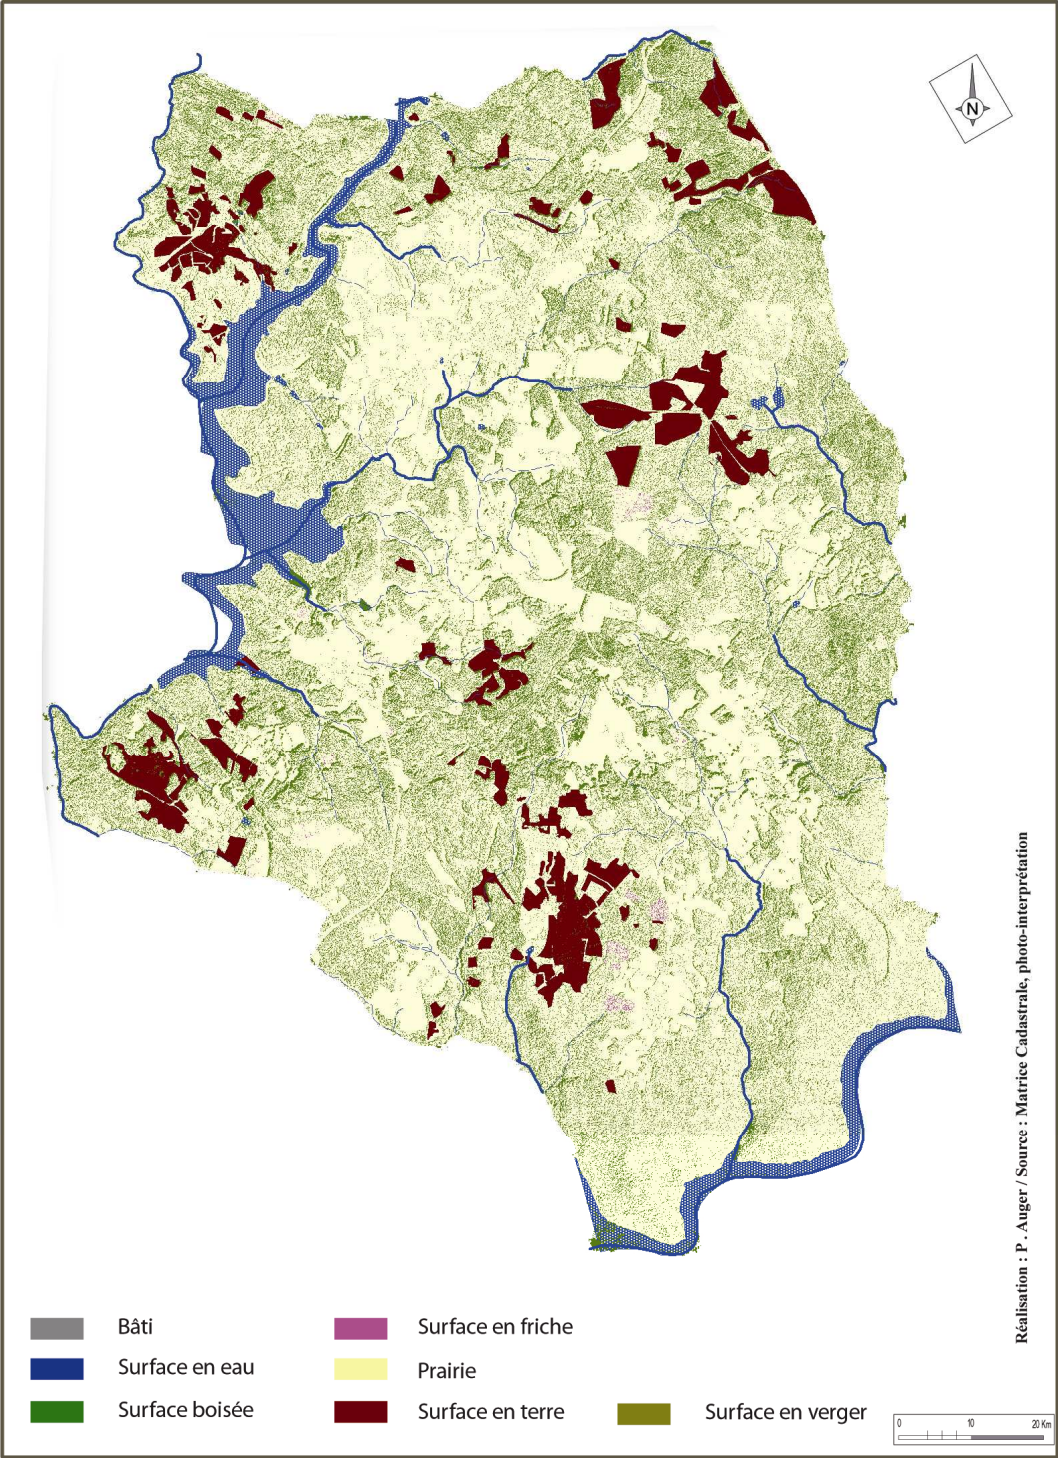 N
Réalisation : P. Auger / Source : Matrice Cadastrale, photo-interprétation
Bâti
Surface en eau
Surface boisée
Surface en friche
Prairie
Surface en terre
Surface en verger
0 10 20 Km